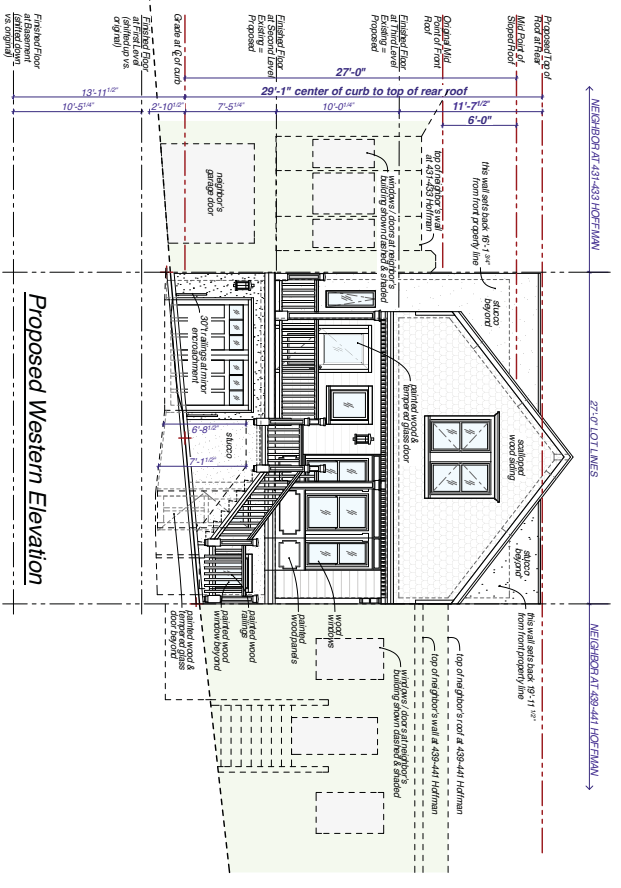 NEIGHBOR AT 431-433 HOFFMAN
27'-0" LOT LINES
NEIGHBOR AT 439-441 HOFFMAN
Proposed Top of
Roof at Rear
Mid Point of
Sloped Roof
Original Mid
Point of Front
Roof
Finished Floor
at Third Level
Existing =
Proposed
Finished Floor
at Second Level
Existing =
Proposed
Grade at ℄ of curb
Finished Floor
at First Level
(shifted up vs.
original)
Finished Floor
at Basement
(shifted down
vs. original)
27'-0"
29'-1" center of curb to top of rear roof
13'-11 1/2"
11'-7 1/2"
10'-5 1/4"
2'-10 1/2"
7'-5 1/4"
10'-0 1/4"
6'-0"
this wall sets back 16'-1 3/4"
from front property line
top of neighbor's wall
at 431-433 Hoffman
windows / doors at neighbor's
building shown dashed & shaded
neighbor's
garage door
stucco
beyond
scalloped
wood siding
stucco
beyond
painted wood &
tempered glass door
30"t railings at minor
encroachment
stucco
6'-8 1/2"
7'-1 1/2"
this wall sets back 19'-11 1/2"
from front property line
top of neighbor's roof at 439-441 Hoffman
top of neighbor's wall at 439-441 Hoffman
windows / doors at neighbor's
building shown dashed & shaded
wood
windows
painted
wood panels
painted wood
railings
painted wood
window beyond
painted wood &
tempered glass
door beyond
Proposed Western Elevation